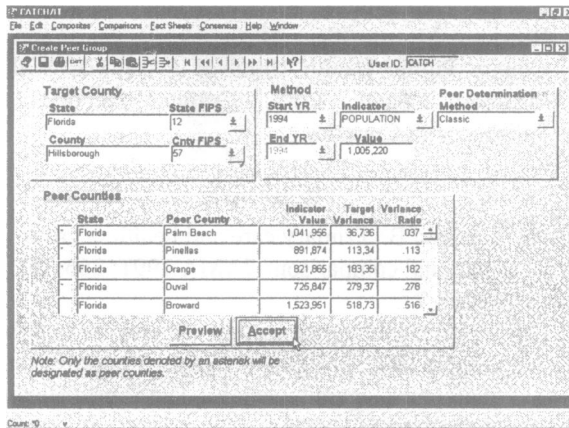 CATCH/IT
File Edit Composites Comparisons Fact Sheets Consensus Help Window
Create Peer Group
EXIT
User ID: CATCH
Target County
State State FIPS
Florida 12
County Cnty FIPS
Hillsborough 57
Method
Start YR Indicator
1994 POPULATION
End YR Value
1994 1,005,220
Peer Determination
Method
Classic
Peer Counties
State Peer County Indicator Value Target Variance Variance Ratio
* Florida Palm Beach 1,041,956 36,736 .037
* Florida Pinellas 891,874 113,34 .113
* Florida Orange 821,865 183,35 .182
* Florida Duval 725,847 279,37 .278
Florida Broward 1,523,951 518,73 .516
Preview Accept
Note: Only the counties denoted by an asterisk will be
designated as peer counties.
Count: *0 v